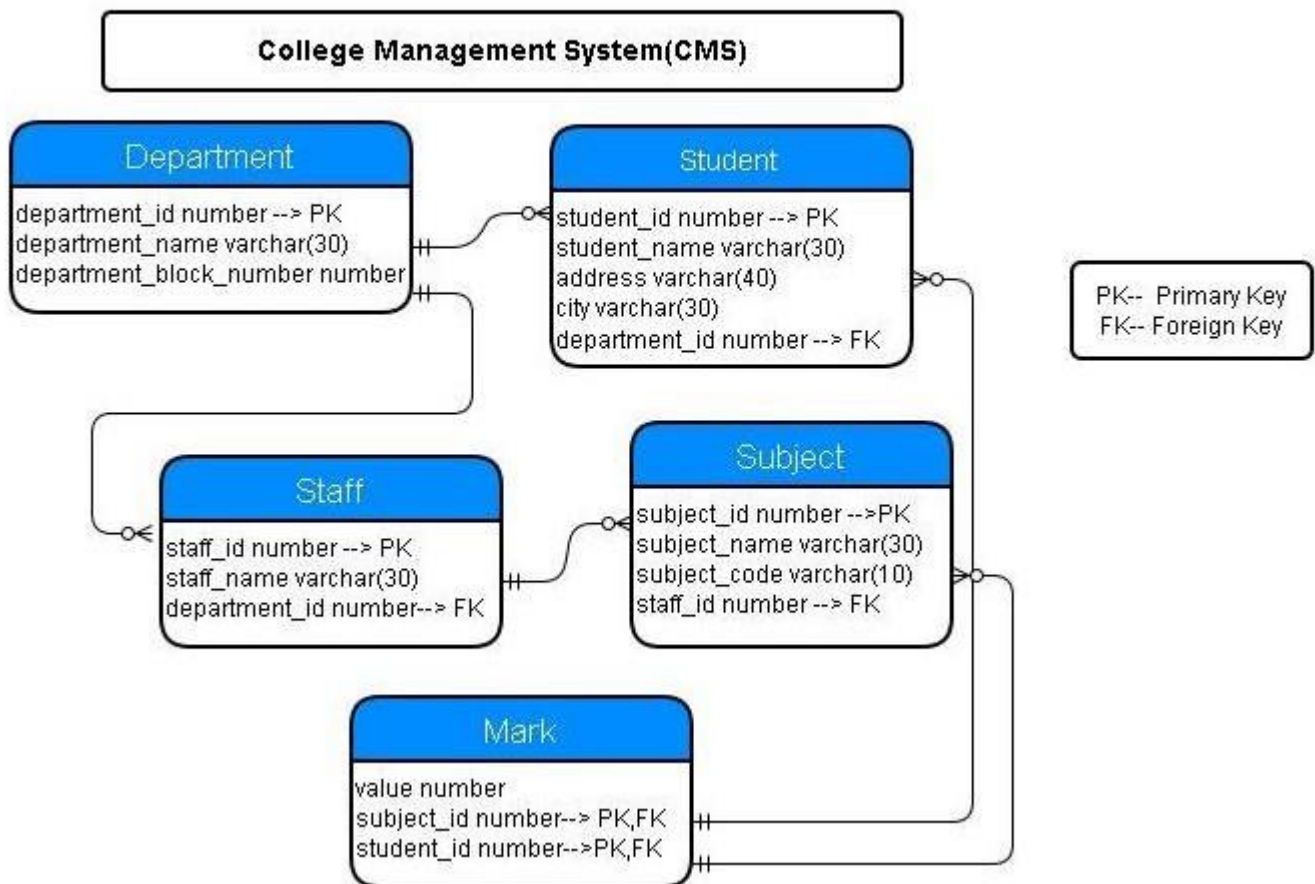 College Management System(CMS)
Department
department_id number --> PK
department_name varchar(30)
department_block_number number
Student
student_id number --> PK
student_name varchar(30)
address varchar(40)
city varchar(30)
department_id number --> FK
PK-- Primary Key
FK-- Foreign Key
Staff
staff_id number --> PK
staff_name varchar(30)
department_id number--> FK
Subject
subject_id number -->PK
subject_name varchar(30)
subject_code varchar(10)
staff_id number --> FK
Mark
value number
subject_id number--> PK,FK
student_id number-->PK,FK